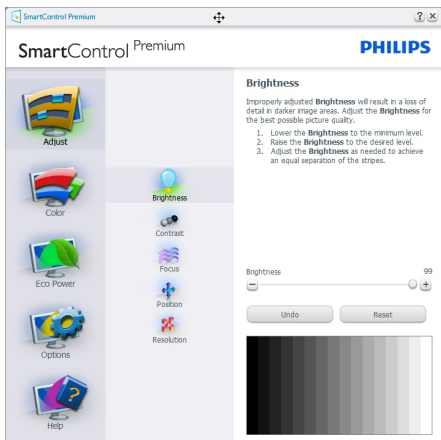 SmartControl Premium
SmartControl Premium
PHILIPS
Adjust
Color
Eco Power
Options
Help
Brightness
Contrast
Focus
Position
Resolution
Brightness
Improperly adjusted Brightness will result in a loss of
detail in darker image areas. Adjust the Brightness for
the best possible picture quality.
1. Lower the Brightness to the minimum level.
2. Raise the Brightness to the desired level.
3. Adjust the Brightness as needed to achieve
an equal separation of the stripes.
Brightness 99
Undo Reset